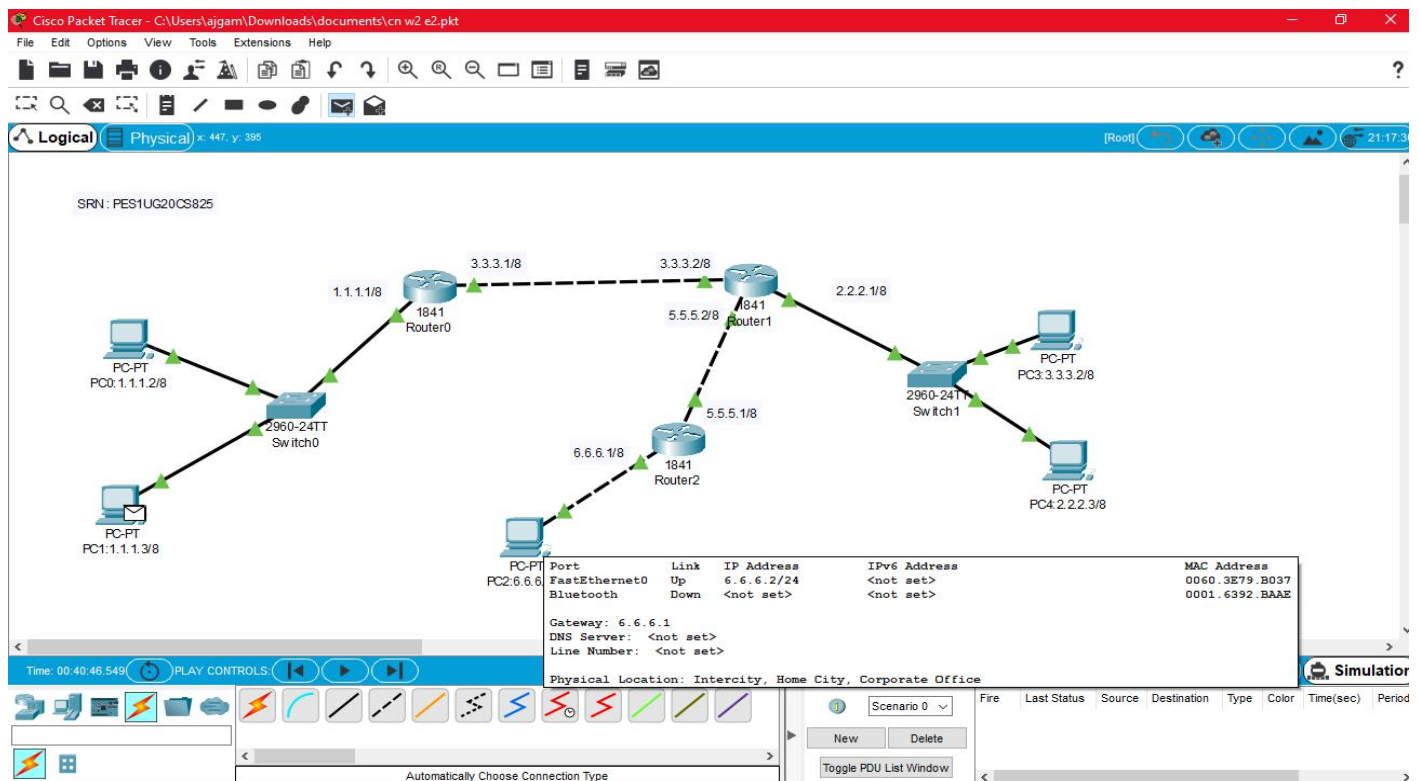 Cisco Packet Tracer - C:\Users\ajgam\Downloads\documents\cn w2 e2.pkt
File Edit Options View Tools Extensions Help
Logical Physical x: 447, y: 395 [Root] 21:17:3
SRN : PES1UG20CS825
3.3.3.1/8 3.3.3.2/8
1.1.1.1/8 2.2.2.1/8
1841 1841
Router0 5.5.5.2/8 Router1
PC-PT PC-PT
PC0:1.1.1.2/8 PC3:3.3.3.2/8
2960-24TT 2960-24TT
Switch0 Switch1
5.5.5.1/8
6.6.6.1/8
1841
Router2
PC-PT
PC4:2.2.2.3/8
PC-PT
PC1:1.1.1.3/8
PC-PT
PC2:6.6.6
Port Link IP Address IPv6 Address MAC Address
FastEthernet0 Up 6.6.6.2/24 <not set> 0060.3E79.B037
Bluetooth Down <not set> <not set> 0001.6392.BAAE
Gateway: 6.6.6.1
DNS Server: <not set>
Line Number: <not set>
Physical Location: Intercity, Home City, Corporate Office
Time: 00:40:46.549 PLAY CONTROLS: Simulation
Scenario 0 Fire Last Status Source Destination Type Color Time(sec) Period
New Delete
Toggle PDU List Window
Automatically Choose Connection Type